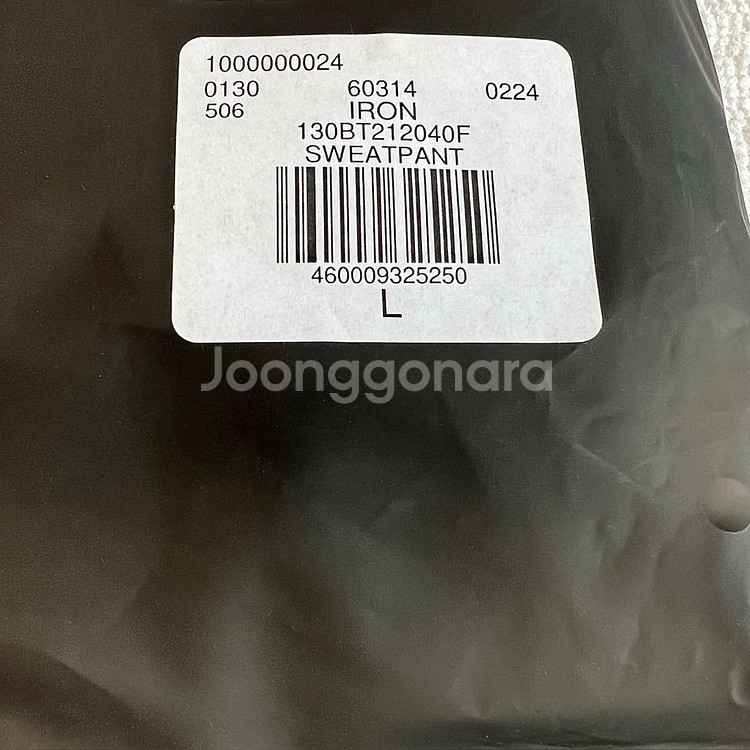 1000000024
0130 60314 0224
506 IRON
130BT212040F
SWEATPANT
460009325250
L
Joonggonara